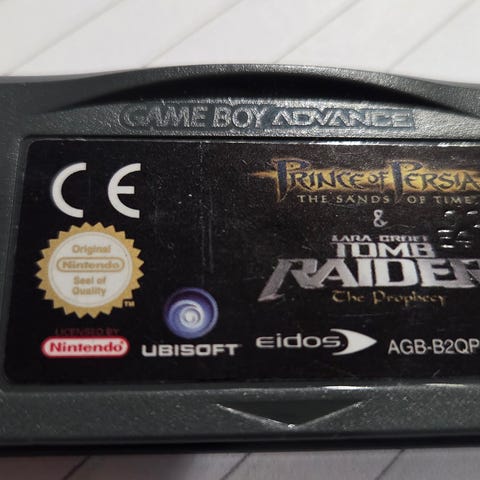 GAME BOY ADVANCE
CE
PRINCE OF PERSIA
THE SANDS OF TIME
&
LARA CROFT
TOMB
RAIDER
The Prophecy
Original
Nintendo
Seal of
Quality
TM
LICENSED BY
Nintendo
UBISOFT
eidos
AGB-B2QP